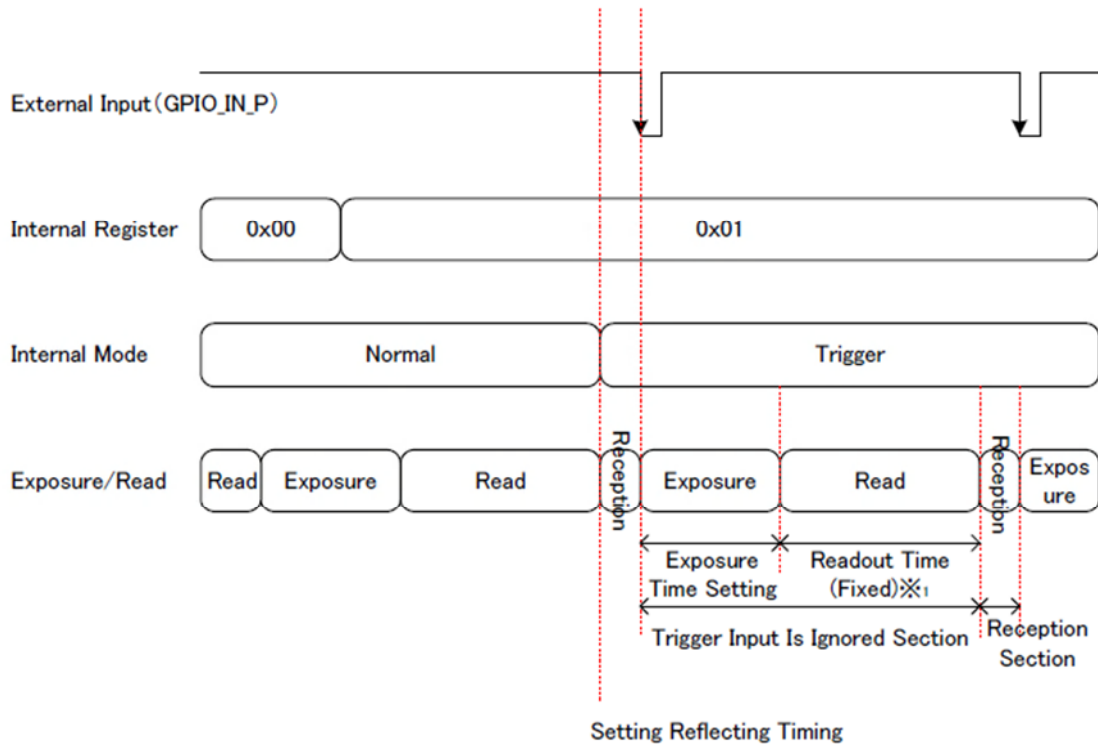 External Input(GPIO_IN_P)
Internal Register
0x00
0x01
Internal Mode
Normal
Trigger
Exposure/Read
Read
Exposure
Read
Reception
Exposure
Read
Reception
Expos
ure
Exposure
Time Setting
Readout Time
(Fixed)※1
Trigger Input Is Ignored Section
Reception
Section
Setting Reflecting Timing